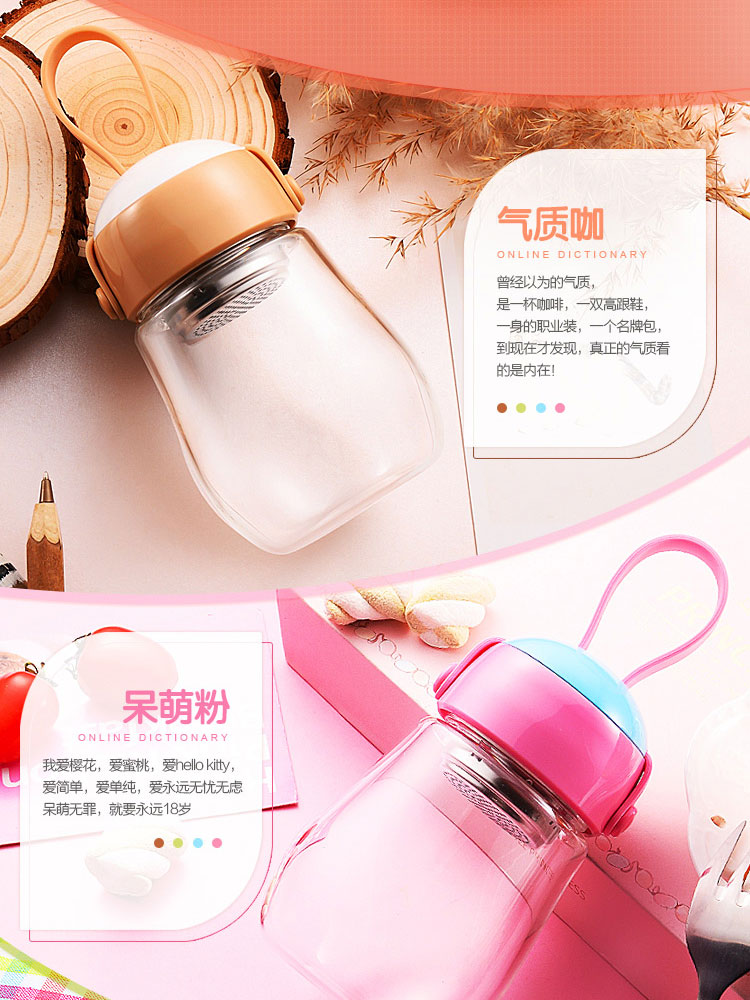 气质咖
ONLINE DICTIONARY
曾经以为的气质，
是一杯咖啡，一双高跟鞋，
一身的职业装，一个名牌包，
到现在才发现，真正的气质看
的是内在！
呆萌粉
ONLINE DICTIONARY
我爱樱花，爱蜜桃，爱hello kitty，
爱简单，爱单纯，爱永远无忧无虑
呆萌无罪，就要永远18岁